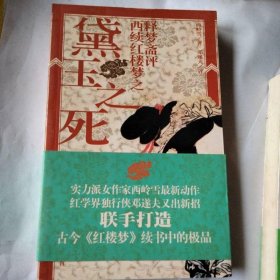 释梦斋评
西续红楼梦之
黛玉之死
实力派女作家西岭雪最新动作
红学界独行侠邓遂夫又出新招
联手打造
古今《红楼梦》续书中的极品